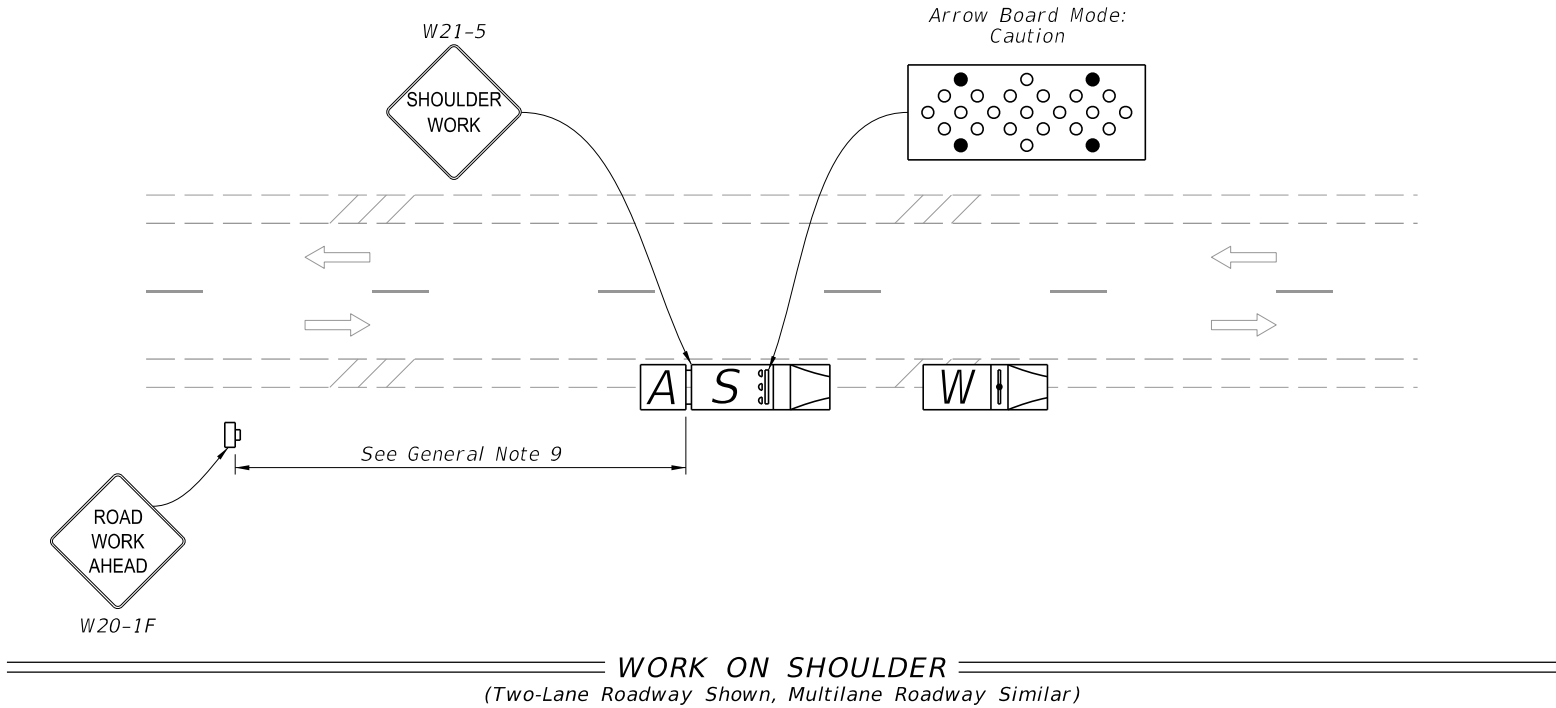 W21-5
SHOULDER
WORK
Arrow Board Mode:
Caution
A S
W
See General Note 9
ROAD
WORK
AHEAD
W20-1F
WORK ON SHOULDER
(Two-Lane Roadway Shown, Multilane Roadway Similar)